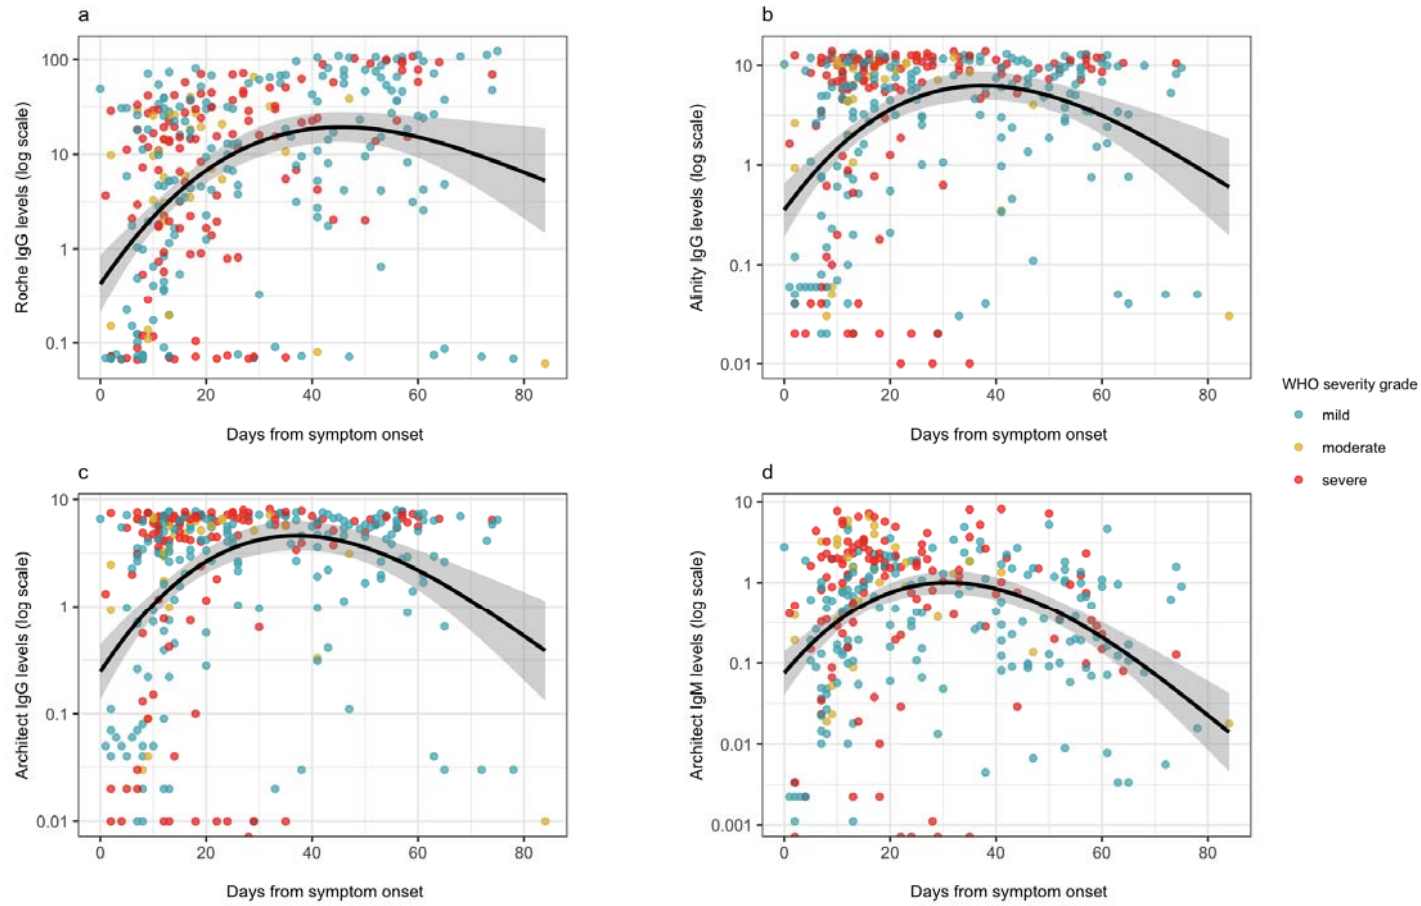 a
Roche IgG levels (log scale)
100
10
1
0.1
0 20 40 60 80
Days from symptom onset
b
Alinity IgG levels (log scale)
10
1
0.1
0.01
0 20 40 60 80
Days from symptom onset
c
Architect IgG levels (log scale)
10
1
0.1
0.01
0 20 40 60 80
Days from symptom onset
d
Architect IgM levels (log scale)
10
1
0.1
0.01
0.001
0 20 40 60 80
Days from symptom onset
WHO severity grade
mild
moderate
severe